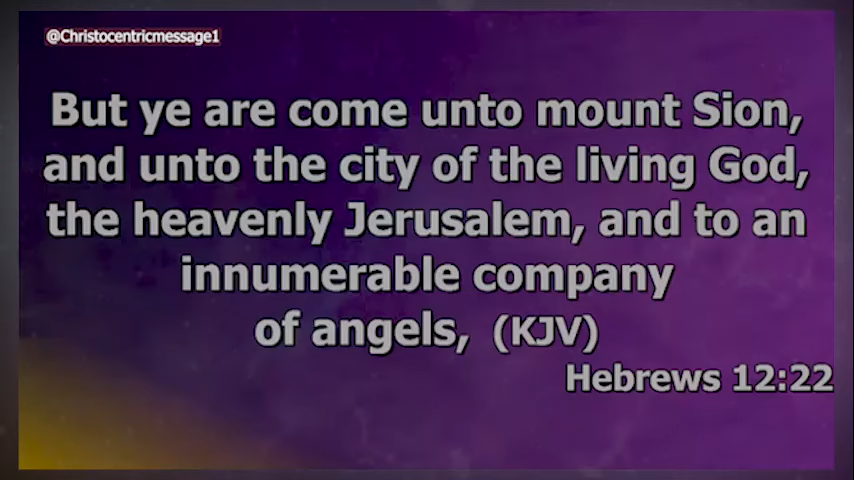 @Christocentricmessage1
But ye are come unto mount Sion,
and unto the city of the living God,
the heavenly Jerusalem, and to an
innumerable company
of angels, (KJV)
Hebrews 12:22